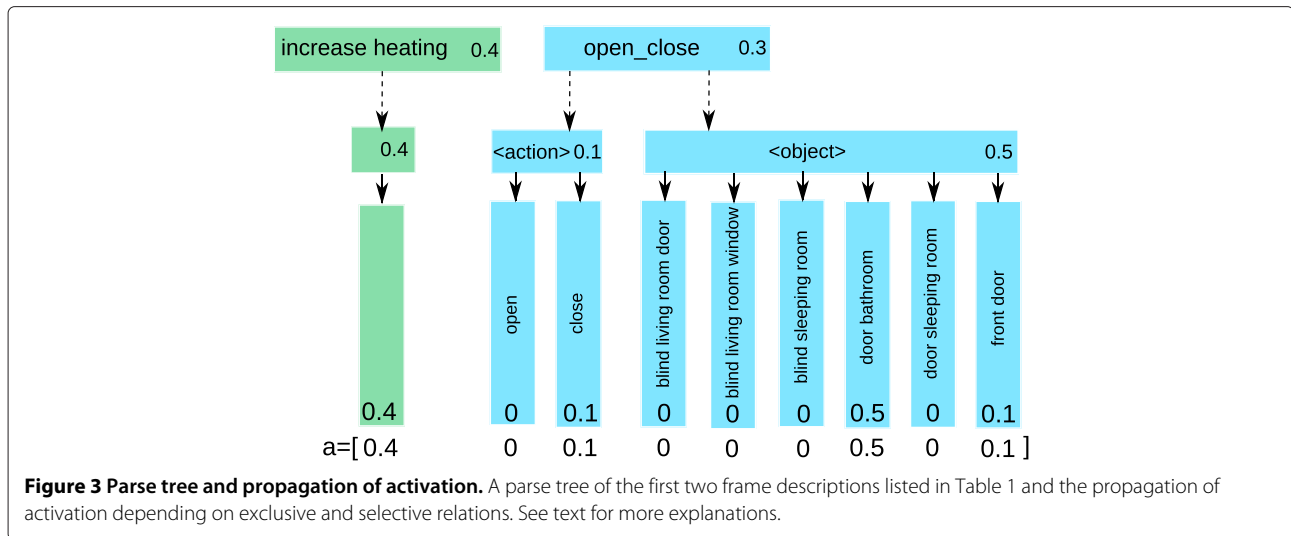 increase heating 0.4
open_close 0.3
0.4
<action> 0.1
<object> 0.5
open
close
blind living room door
blind living room window
blind sleeping room
door bathroom
door sleeping room
front door
0.4 0 0.1 0 0 0 0.5 0 0.1
a=[ 0.4 0 0.1 0 0 0 0.5 0 0.1 ]
Figure 3 Parse tree and propagation of activation. A parse tree of the first two frame descriptions listed in Table 1 and the propagation of
activation depending on exclusive and selective relations. See text for more explanations.